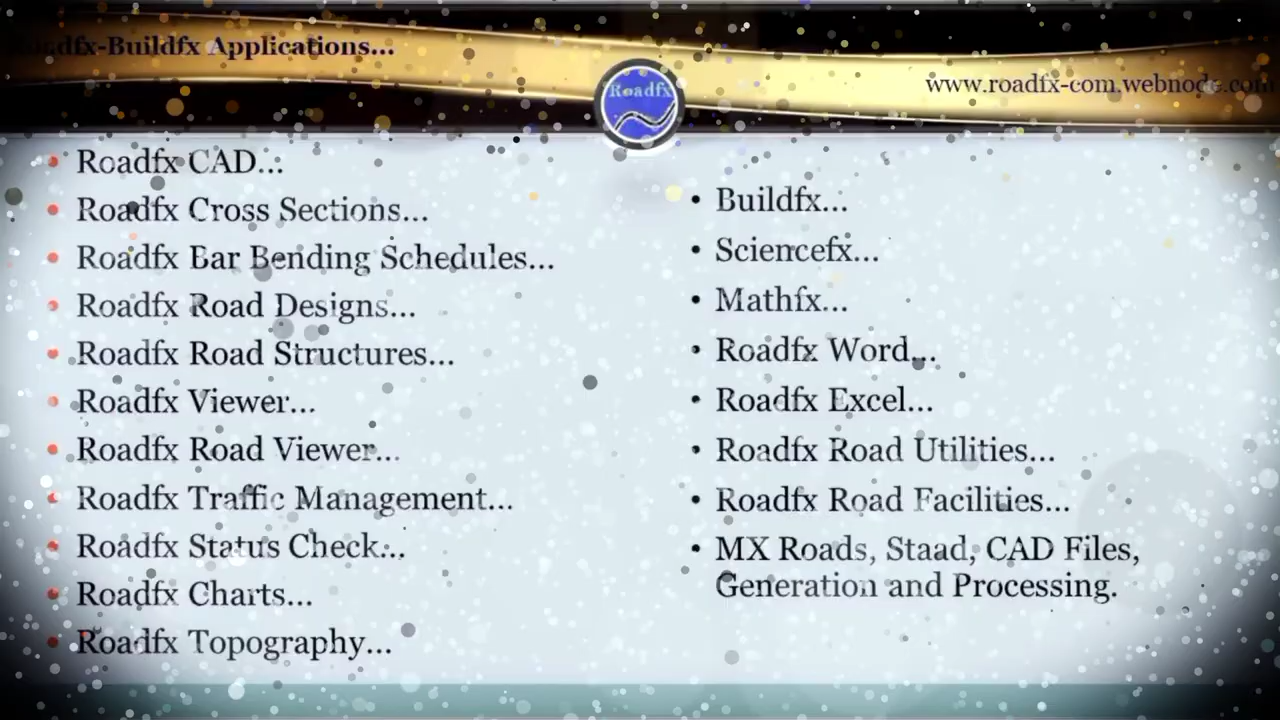 Roadfx-Buildfx Applications...
www.roadfx-com.webnode.com
Roadfx
Roadfx CAD...
Roadfx Cross Sections...
Roadfx Bar Bending Schedules...
Roadfx Road Designs...
Roadfx Road Structures...
Roadfx Viewer...
Roadfx Road Viewer...
Roadfx Traffic Management...
Roadfx Status Check...
Roadfx Charts...
Roadfx Topography...
Buildfx...
Sciencefx...
Mathfx...
Roadfx Word...
Roadfx Excel...
Roadfx Road Utilities...
Roadfx Road Facilities...
MX Roads, Staad, CAD Files,
Generation and Processing.